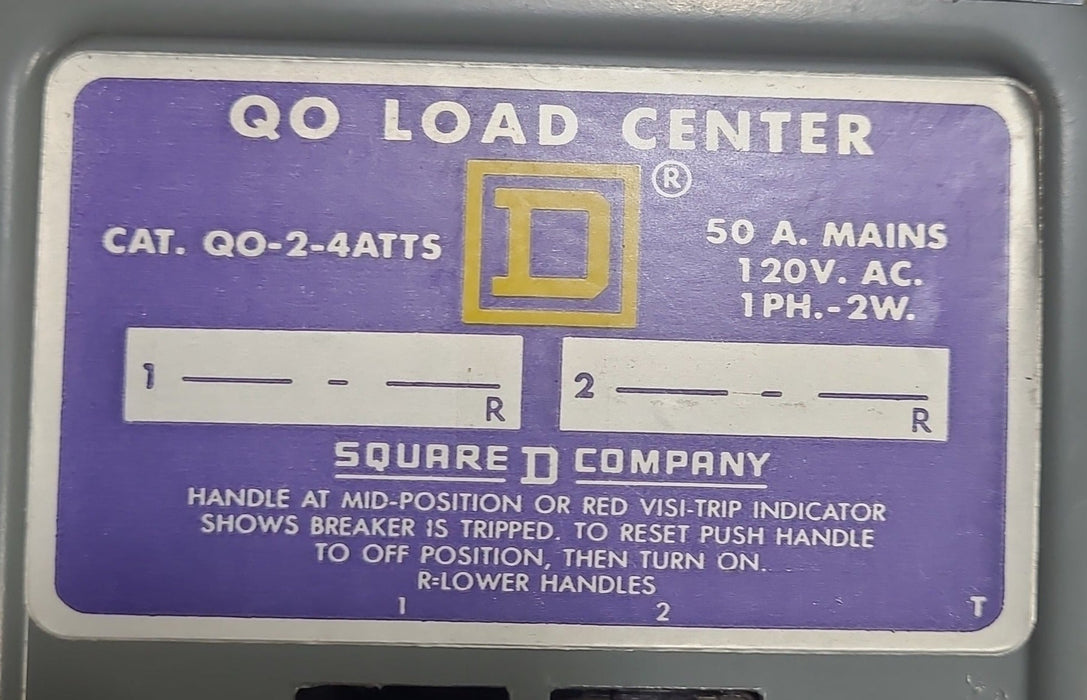 QO LOAD CENTER
D ®
CAT. QO-2-4ATTS
50 A. MAINS
120V. AC.
1PH.-2W.
1 - R
2 - R
SQUARE D COMPANY
HANDLE AT MID-POSITION OR RED VISI-TRIP INDICATOR
SHOWS BREAKER IS TRIPPED. TO RESET PUSH HANDLE
TO OFF POSITION, THEN TURN ON.
R=LOWER HANDLES
1 2 T